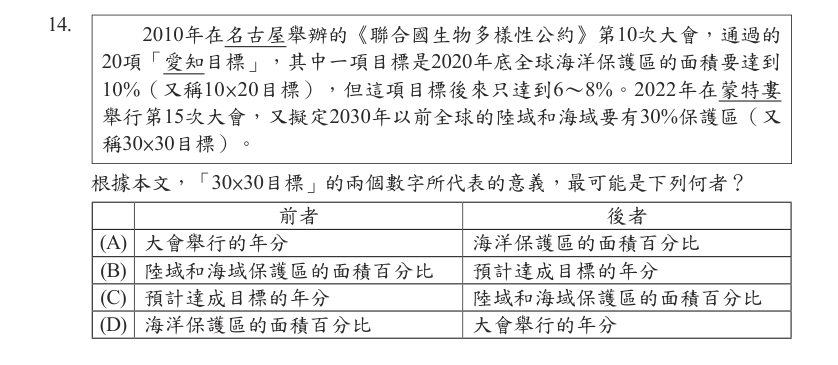 14.
2010年在名古屋舉辦的《聯合國生物多樣性公約》第10次大會，通過的
20項「愛知目標」，其中一項目標是2020年底全球海洋保護區的面積要達到
10%（又稱10×20目標），但這項目標後來只達到6～8%。2022年在蒙特婁
舉行第15次大會，又擬定2030年以前全球的陸域和海域要有30%保護區（又
稱30×30目標）。
根據本文，「30×30目標」的兩個數字所代表的意義，最可能是下列何者？
前者 後者
(A) 大會舉行的年分 海洋保護區的面積百分比
(B) 陸域和海域保護區的面積百分比 預計達成目標的年分
(C) 預計達成目標的年分 陸域和海域保護區的面積百分比
(D) 海洋保護區的面積百分比 大會舉行的年分